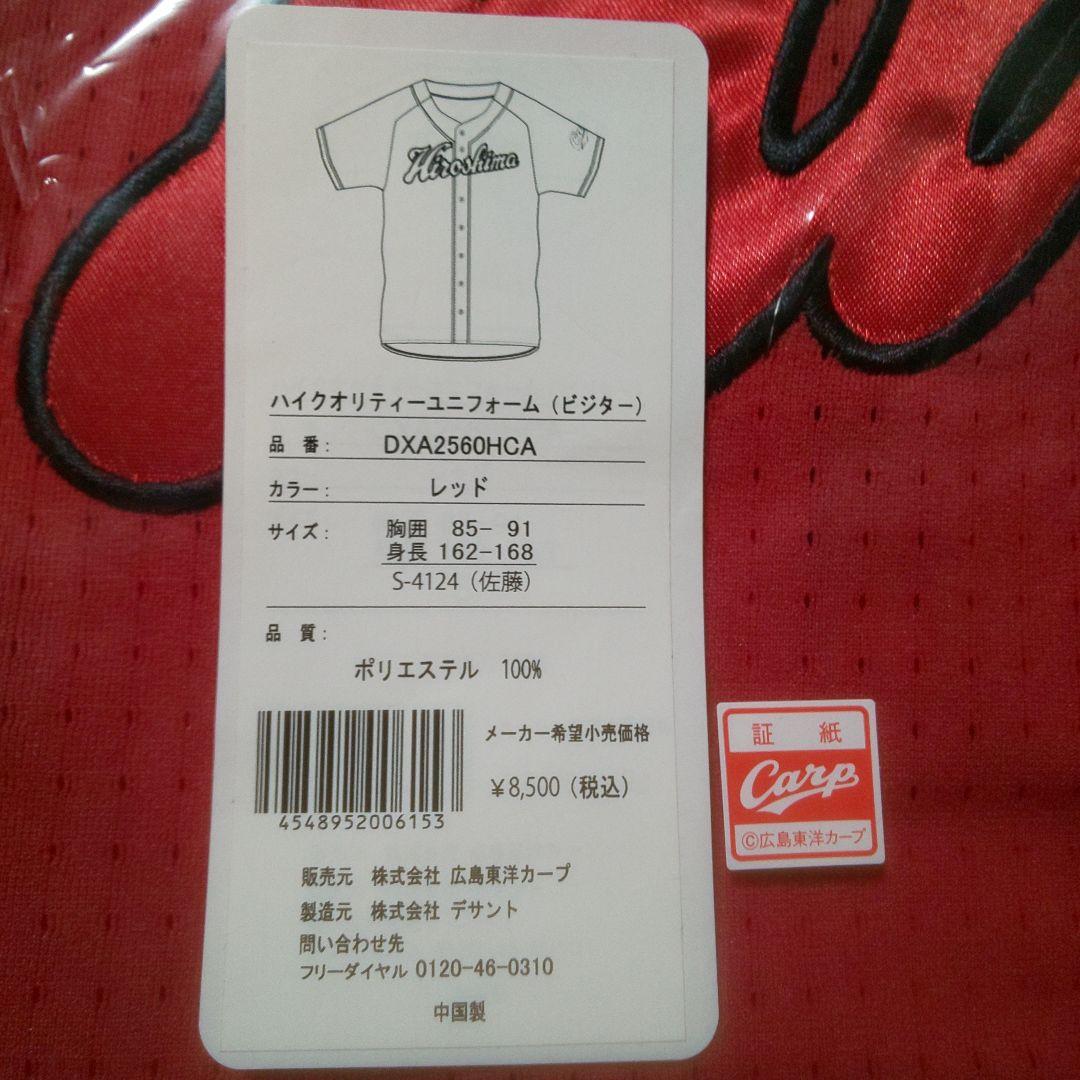 Hiroshima
ハイクオリティーユニフォーム(ビジター)
品 番: DXA2560HCA
カラー: レッド
サイズ: 胸囲 85- 91
身長 162-168
S-4124(佐藤)
品 質:
ポリエステル 100%
メーカー希望小売価格
¥8,500(税込)
4548952006153
販売元 株式会社 広島東洋カープ
製造元 株式会社 デサント
問い合わせ先
フリーダイヤル 0120-46-0310
中国製
証 紙
Carp
©広島東洋カープ